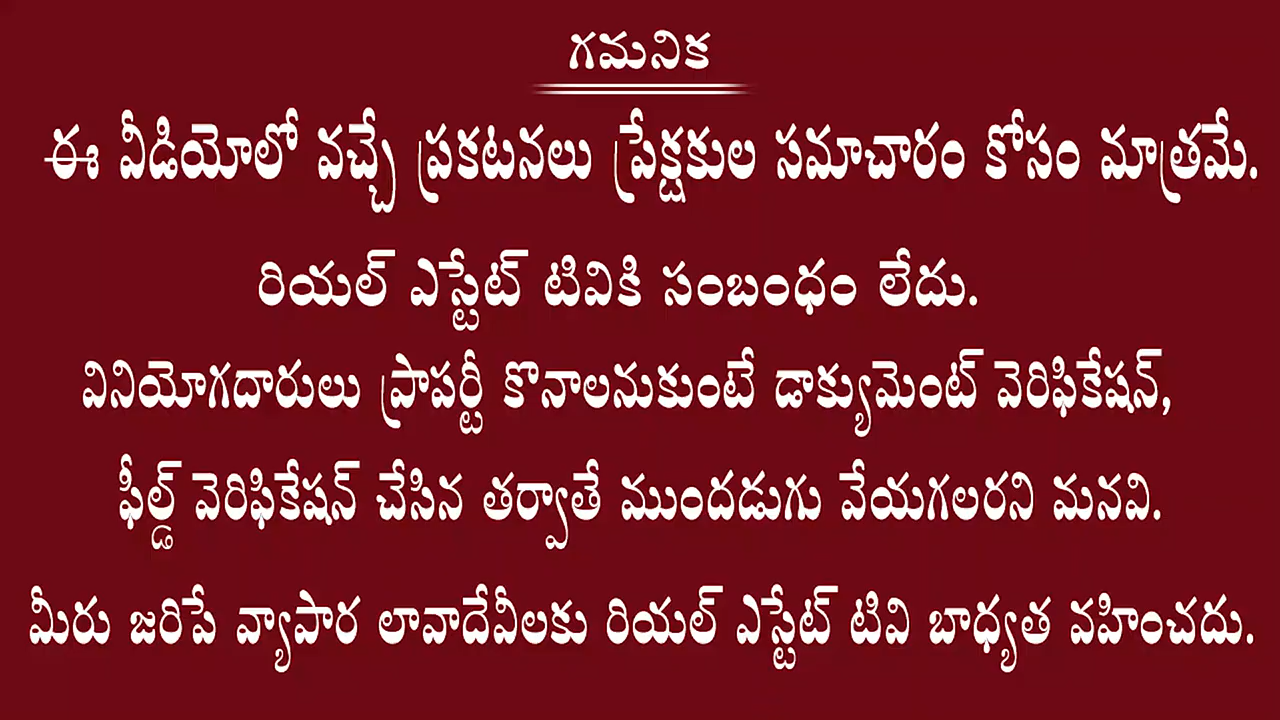 గమనిక
ఈ వీడియోలో వచ్చే ప్రకటనలు ప్రేక్షకుల సమాచారం కోసం మాత్రమే.
రియల్ ఎస్టేట్ టివికి సంబంధం లేదు.
వినియోగదారులు ప్రాపర్టీ కొనాలనుకుంటే డాక్యుమెంట్ వెరిఫికేషన్,
ఫీల్డ్ వెరిఫికేషన్ చేసిన తర్వాతే ముందడుగు వేయగలరని మనవి.
మీరు జరిపే వ్యాపార లావాదేవీలకు రియల్ ఎస్టేట్ టివి బాధ్యత వహించదు.